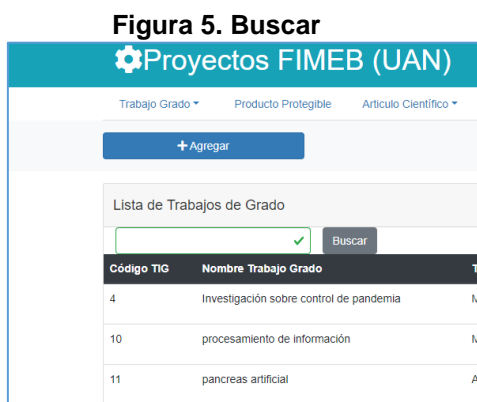 Figura 5. Buscar
Proyectos FIMEB (UAN)
Trabajo Grado Producto Protegible Articulo Científico
+ Agregar
Lista de Trabajos de Grado
Buscar
Código TIG Nombre Trabajo Grado
4 Investigación sobre control de pandemia
10 procesamiento de información
11 pancreas artificial